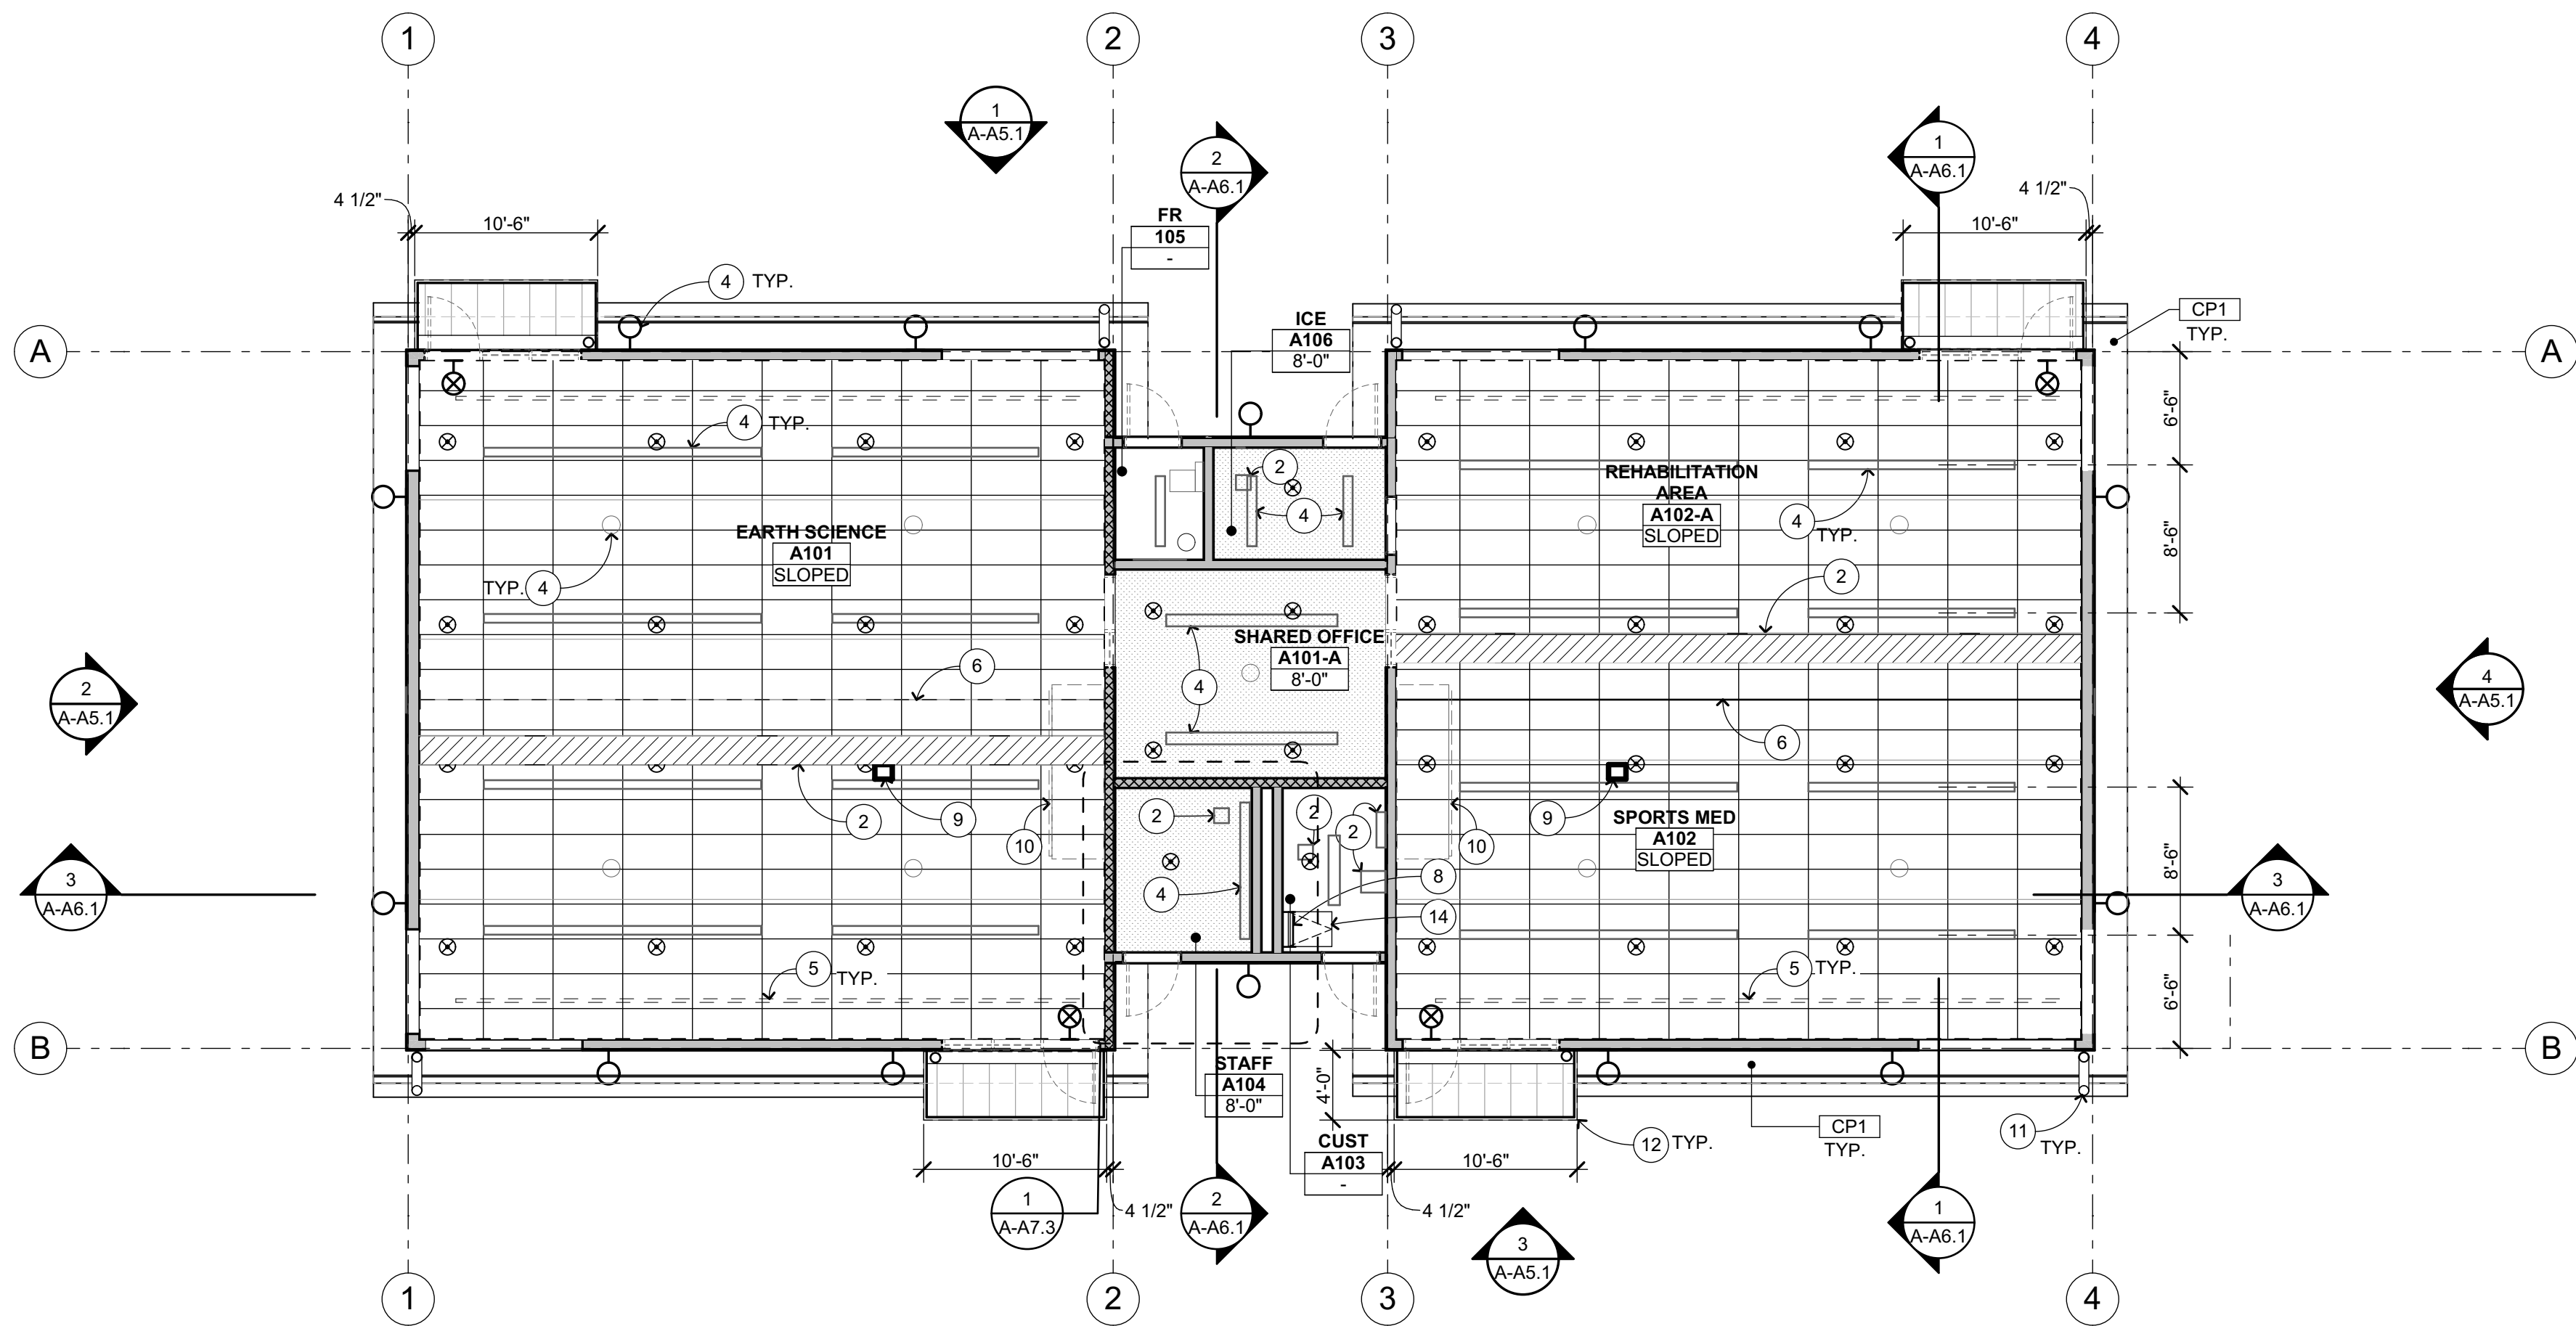 1
2
3
4
1
A-A5.1
2
A-A6.1
1
A-A6.1
4 1/2"
10'-6"
4 1/2"
10'-6"
FR
105
-
4 TYP.
ICE
A106
8'-0"
CP1
TYP.
A
A
6'-6"
4 TYP.
2
4
REHABILITATION
AREA
A102-A
SLOPED
4
TYP.
8'-6"
EARTH SCIENCE
A101
SLOPED
TYP. 4
2
6
SHARED OFFICE
A101-A
8'-0"
4
2
A-A5.1
4
A-A5.1
6
2
9
10
2
2
2
9
10
SPORTS MED
A102
SLOPED
8'-6"
3
A-A6.1
4
8
14
3
A-A6.1
5
TYP.
5 TYP.
6'-6"
B
B
STAFF
A104
8'-0"
4'-0"
CUST
A103
-
12 TYP.
CP1
TYP.
11
TYP.
10'-6"
10'-6"
1
A-A7.3
4 1/2"
2
A-A6.1
4 1/2"
3
A-A5.1
1
A-A6.1
1
2
3
4